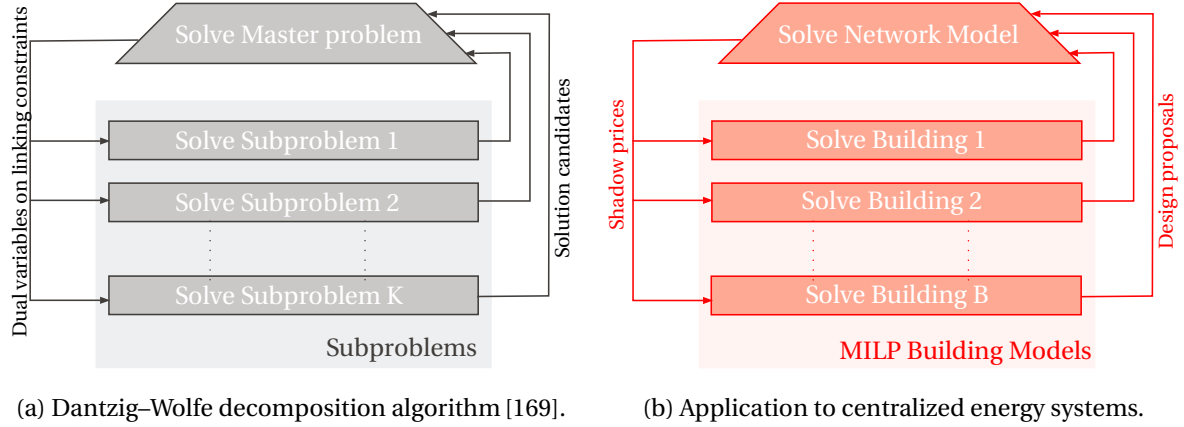 Solve Master problem
Dual variables on linking constraints
Solve Subproblem 1
Solve Subproblem 2
Solve Subproblem K
Subproblems
Solution candidates
(a) Dantzig–Wolfe decomposition algorithm [169].
Solve Network Model
Shadow prices
Solve Building 1
Solve Building 2
Solve Building B
MILP Building Models
Design proposals
(b) Application to centralized energy systems.